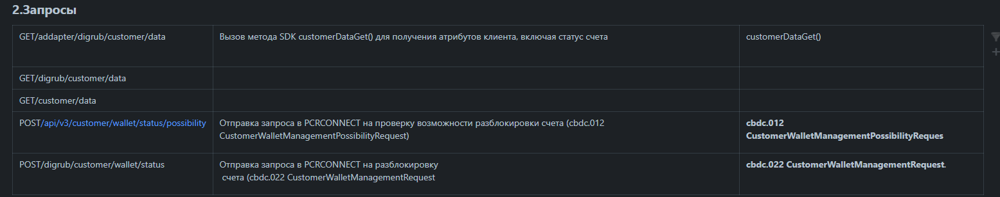 2.Запросы
GET/addapter/digrub/customer/data
Вызов метода SDK customerDataGet() для получения атрибутов клиента, включая статус счета
customerDataGet()
GET/digrub/customer/data
GET/customer/data
POST/api/v3/customer/wallet/status/possibility
Отправка запроса в PCRCONNECT на проверку возможности разблокировки счета (cbdc.012
CustomerWalletManagementPossibilityRequest)
cbdc.012
CustomerWalletManagementPossibilityReques
POST/digrub/customer/wallet/status
Отправка запроса в PCRCONNECT на разблокировку
счета (cbdc.022 CustomerWalletManagementRequest
cbdc.022 CustomerWalletManagementRequest.